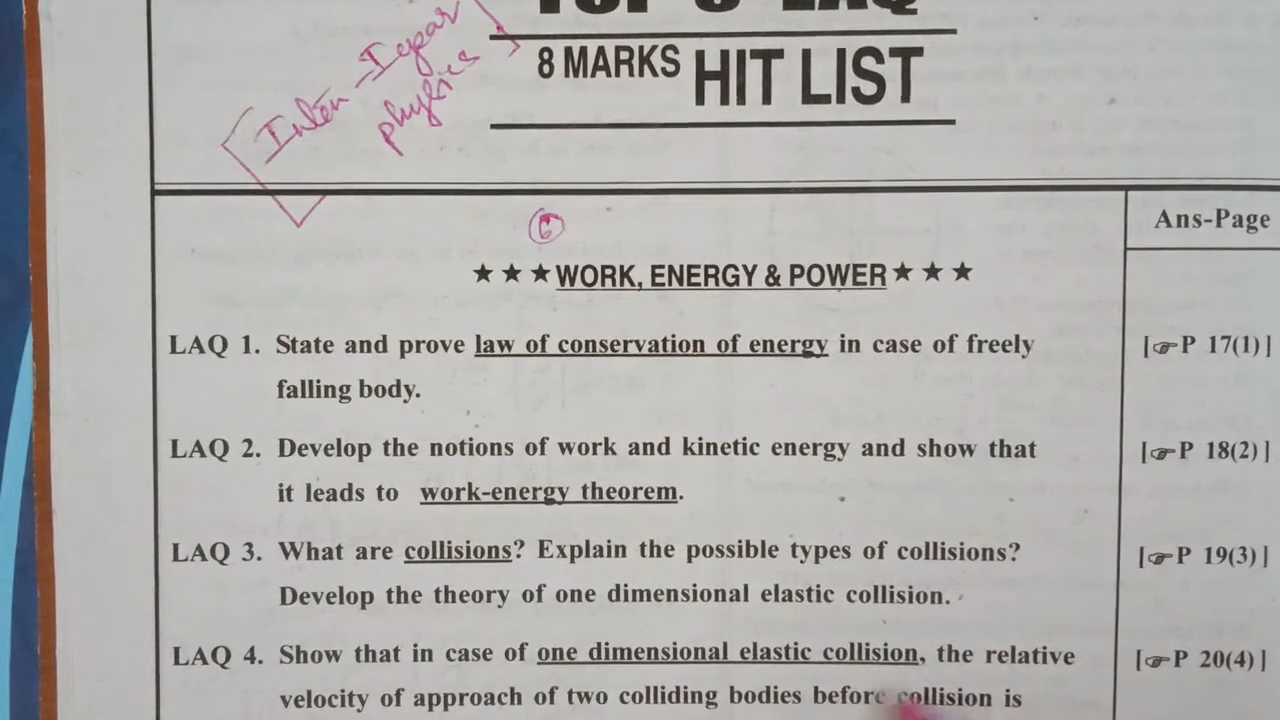 LAQ
8 MARKS HIT LIST
Inter
physics
6
Ans-Page
★ ★ ★ WORK, ENERGY & POWER ★ ★ ★
LAQ 1. State and prove law of conservation of energy in case of freely [☞P 17(1)]
falling body.
LAQ 2. Develop the notions of work and kinetic energy and show that [☞P 18(2)]
it leads to work-energy theorem.
LAQ 3. What are collisions? Explain the possible types of collisions? [☞P 19(3)]
Develop the theory of one dimensional elastic collision.
LAQ 4. Show that in case of one dimensional elastic collision, the relative [☞P 20(4)]
velocity of approach of two colliding bodies before collision is